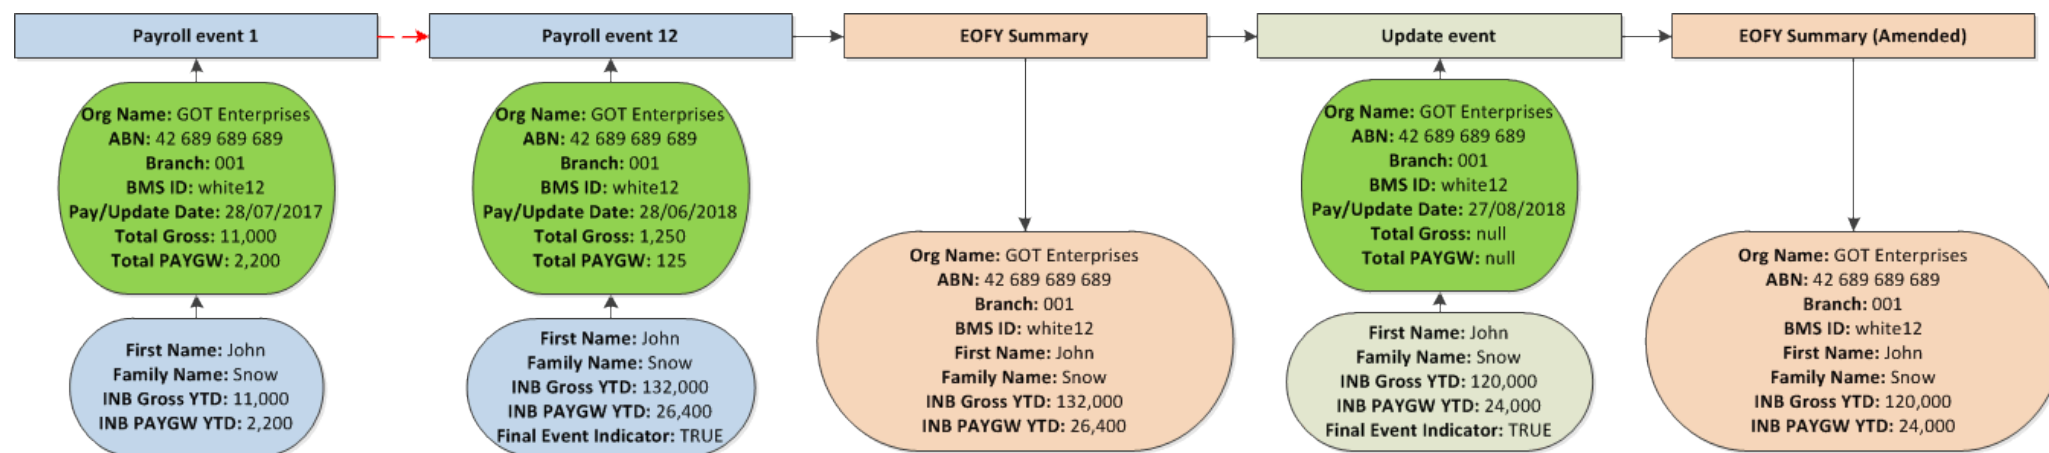 Payroll event 1
Payroll event 12
EOFY Summary
Update event
EOFY Summary (Amended)
Org Name: GOT Enterprises
ABN: 42 689 689 689
Branch: 001
BMS ID: white12
Pay/Update Date: 28/07/2017
Total Gross: 11,000
Total PAYGW: 2,200
First Name: John
Family Name: Snow
INB Gross YTD: 11,000
INB PAYGW YTD: 2,200
Org Name: GOT Enterprises
ABN: 42 689 689 689
Branch: 001
BMS ID: white12
Pay/Update Date: 28/06/2018
Total Gross: 1,250
Total PAYGW: 125
First Name: John
Family Name: Snow
INB Gross YTD: 132,000
INB PAYGW YTD: 26,400
Final Event Indicator: TRUE
Org Name: GOT Enterprises
ABN: 42 689 689 689
Branch: 001
BMS ID: white12
First Name: John
Family Name: Snow
INB Gross YTD: 132,000
INB PAYGW YTD: 26,400
Org Name: GOT Enterprises
ABN: 42 689 689 689
Branch: 001
BMS ID: white12
Pay/Update Date: 27/08/2018
Total Gross: null
Total PAYGW: null
First Name: John
Family Name: Snow
INB Gross YTD: 120,000
INB PAYGW YTD: 24,000
Final Event Indicator: TRUE
Org Name: GOT Enterprises
ABN: 42 689 689 689
Branch: 001
BMS ID: white12
First Name: John
Family Name: Snow
INB Gross YTD: 120,000
INB PAYGW YTD: 24,000